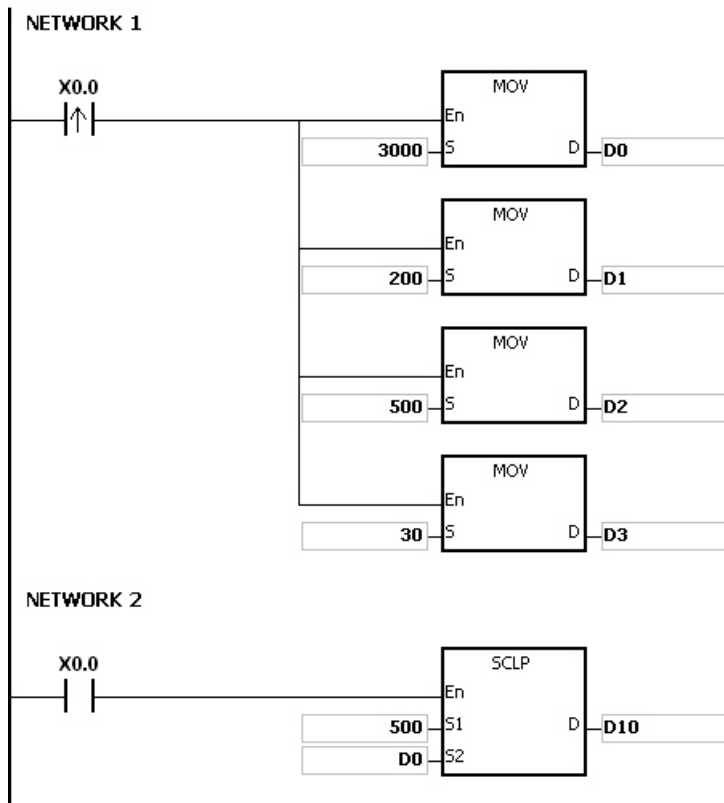 NETWORK 1
X0.0
MOV
En
3000 S D D0
MOV
En
200 S D D1
MOV
En
500 S D D2
MOV
En
30 S D D3
NETWORK 2
X0.0
SCLP
En
500 S1 D D10
D0 S2